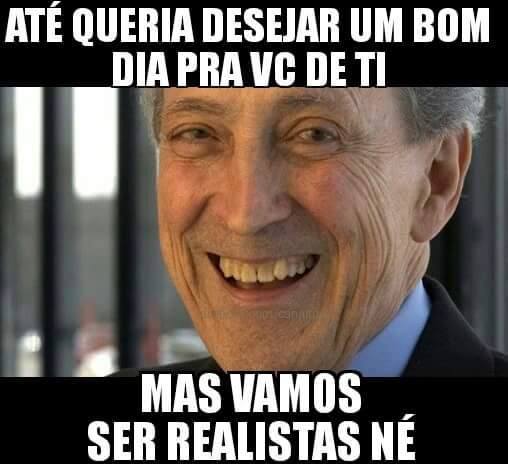 ATÉ QUERIA DESEJAR UM BOM
DIA PRA VC DE TI
MAS VAMOS
SER REALISTAS NÉ